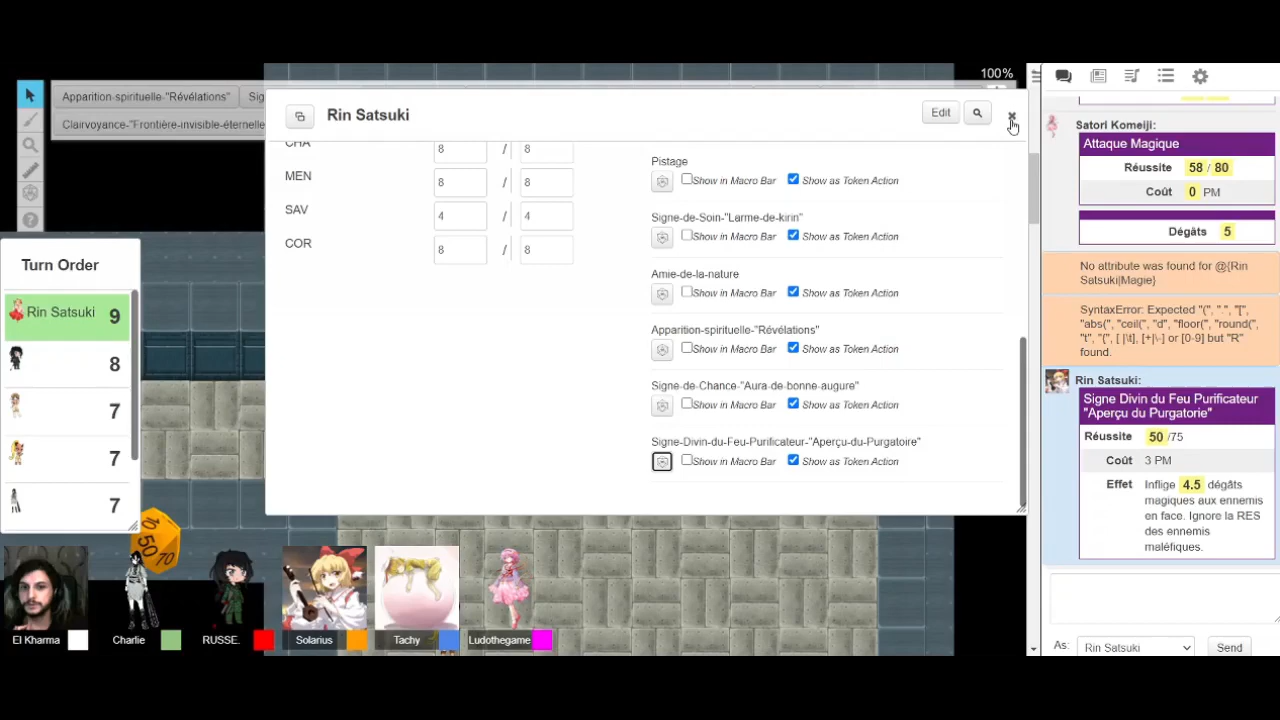 100%
Apparition-spirituelle-"Révélations"
Sig
Clairvoyance-"Frontière-invisible-éternelle
Rin Satsuki
Edit
CHA
8 / 8
MEN
8 / 8
SAV
4 / 4
COR
8 / 8
Pistage
Show in Macro Bar
Show as Token Action
Signe-de-Soin-"Larme-de-kirin"
Show in Macro Bar
Show as Token Action
Amie-de-la-nature
Show in Macro Bar
Show as Token Action
Apparition-spirituelle-"Révélations"
Show in Macro Bar
Show as Token Action
Signe-de-Chance-"Aura-de-bonne-augure"
Show in Macro Bar
Show as Token Action
Signe-Divin-du-Feu-Purificateur-"Aperçu-du-Purgatoire"
Show in Macro Bar
Show as Token Action
Turn Order
Rin Satsuki 9
8
7
7
7
10
50
70
El Kharma
Charlie
RUSSE.
Solarius
Tachy
Ludothegame
Satori Komeiji:
Attaque Magique
Réussite 58 / 80
Coût 0 PM
Dégâts 5
No attribute was found for @{Rin
Satsuki|Magie}
SyntaxError: Expected "(", ".", "[",
"abs(", "ceil(", "d", "floor(", "round(",
"t", "{", [ |\t], [+|\-] or [0-9] but "R"
found.
Rin Satsuki:
Signe Divin du Feu Purificateur
"Aperçu du Purgatorie"
Réussite 50 /75
Coût 3 PM
Effet Inflige 4.5 dégâts
magiques aux ennemis
en face. Ignore la RES
des ennemis
maléfiques.
As: Rin Satsuki
Send